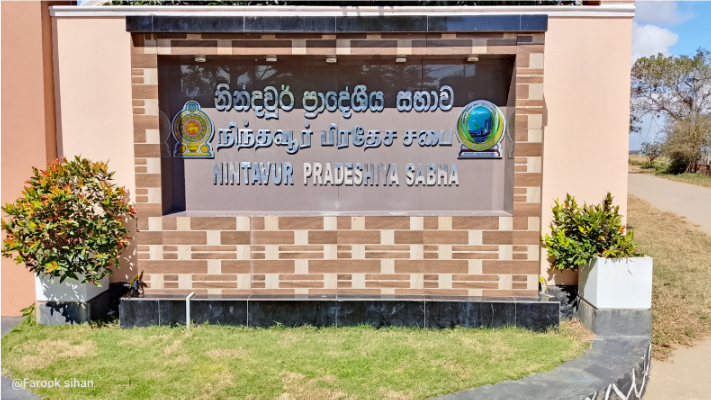 නින්දවූර් ප්‍රාදේශීය සභාව
நிந்தவூர் பிரதேச சபை
NINTAVUR PRADESHIYA SABHA
@Farook sihan